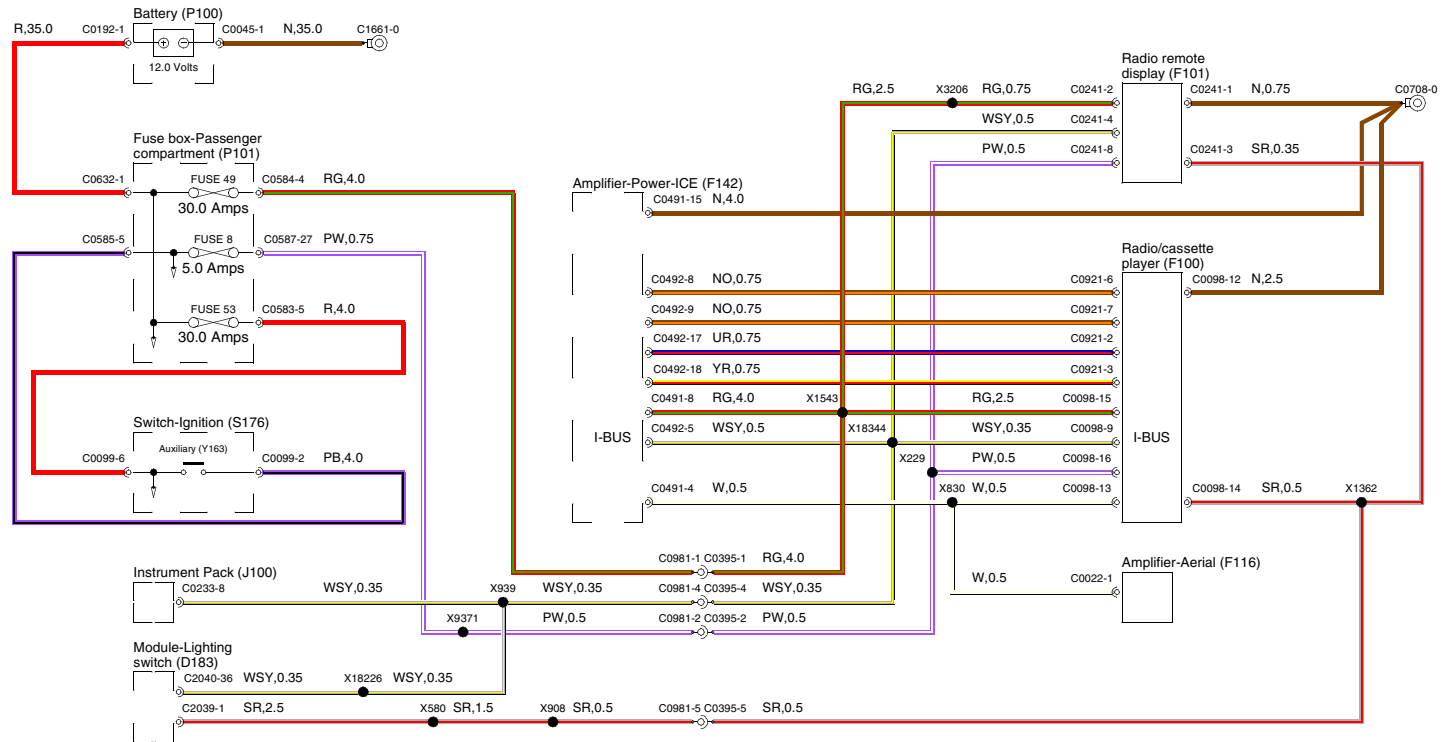 Battery (P100)
R,35.0 C0192-1 C0045-1 N,35.0 C1661-0
12.0 Volts
Fuse box-Passenger
compartment (P101)
C0632-1 FUSE 49 C0584-4 RG,4.0
30.0 Amps
C0585-5 FUSE 8 C0587-27 PW,0.75
5.0 Amps
FUSE 53 C0583-5 R,4.0
30.0 Amps
Switch-Ignition (S176)
Auxiliary (Y163)
C0099-6 C0099-2 PB,4.0
Instrument Pack (J100)
C0233-8 WSY,0.35 X939 WSY,0.35 C0981-4 C0395-4 WSY,0.35
X9371 PW,0.5 C0981-2 C0395-2 PW,0.5
Module-Lighting
switch (D183)
C2040-36 WSY,0.35 X18226 WSY,0.35
C2039-1 SR,2.5 X580 SR,1.5 X908 SR,0.5 C0981-5 C0395-5 SR,0.5
C0981-1 C0395-1 RG,4.0
Radio remote
display (F101)
RG,2.5 X3206 RG,0.75 C0241-2 C0241-1 N,0.75 C0708-0
WSY,0.5 C0241-4
PW,0.5 C0241-8 C0241-3 SR,0.35
Amplifier-Power-ICE (F142)
C0491-15 N,4.0
Radio/cassette
player (F100)
C0492-8 NO,0.75 C0921-6 C0098-12 N,2.5
C0492-9 NO,0.75 C0921-7
C0492-17 UR,0.75 C0921-2
C0492-18 YR,0.75 C0921-3
C0491-8 RG,4.0 X1543 RG,2.5 C0098-15
I-BUS C0492-5 WSY,0.5 X18344 WSY,0.35 C0098-9 I-BUS
X229 PW,0.5 C0098-16
C0491-4 W,0.5 X830 W,0.5 C0098-13 C0098-14 SR,0.5 X1362
Amplifier-Aerial (F116)
W,0.5 C0022-1